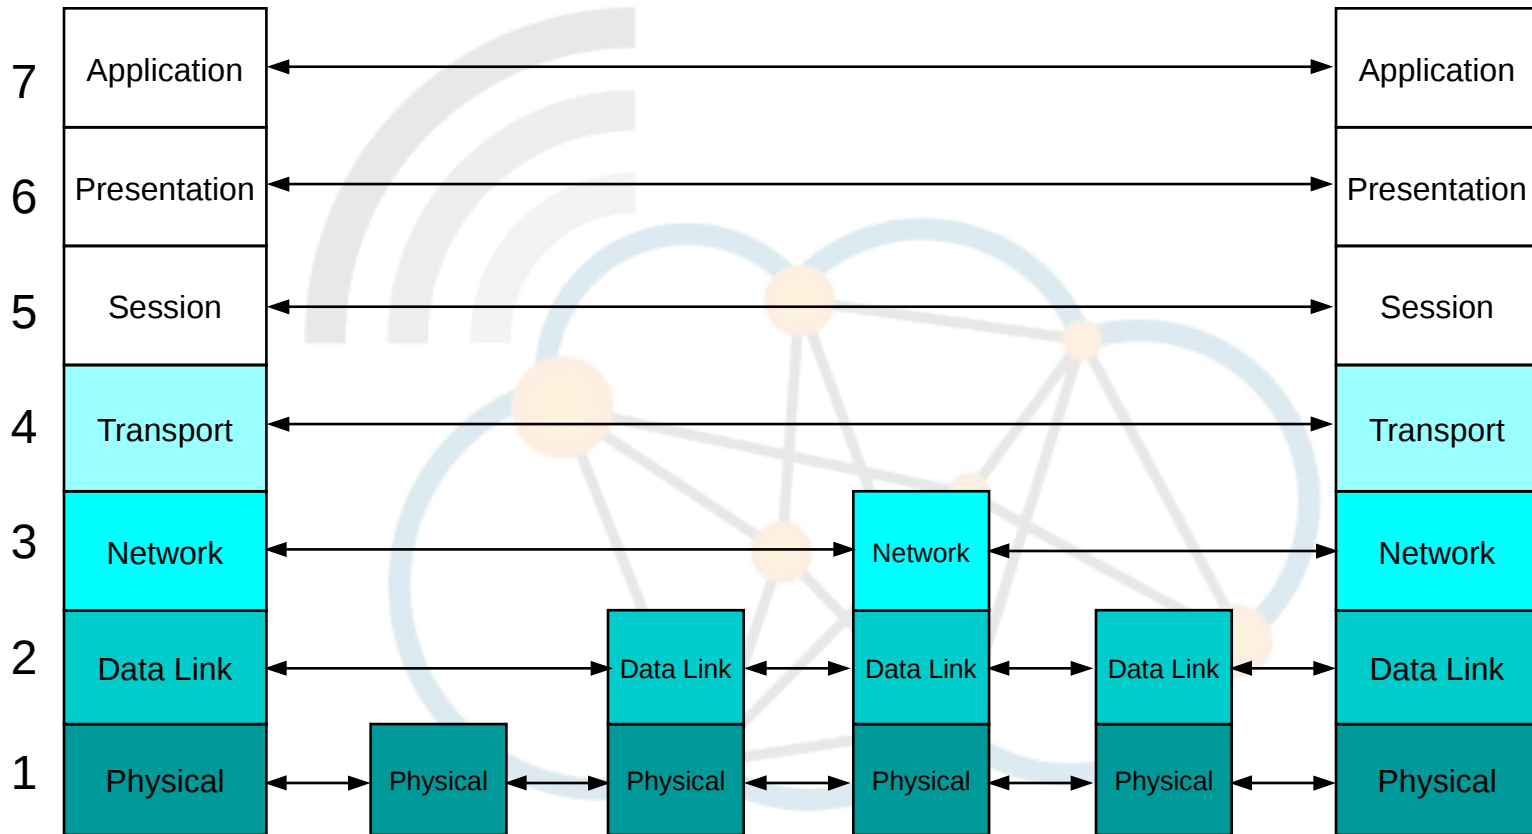 7 Application Application
6 Presentation Presentation
5 Session Session
4 Transport Transport
3 Network Network Network
2 Data Link Data Link Data Link Data Link Data Link
1 Physical Physical Physical Physical Physical Physical